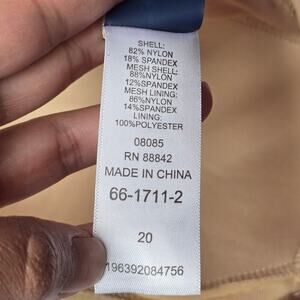 SHELL:
82% NYLON
18% SPANDEX
MESH SHELL:
88%NYLON
12%SPANDEX
MESH LINING:
86%NYLON
14%SPANDEX
LINING:
100%POLYESTER
08085
RN 88842
MADE IN CHINA
66-1711-2
20
196392084756